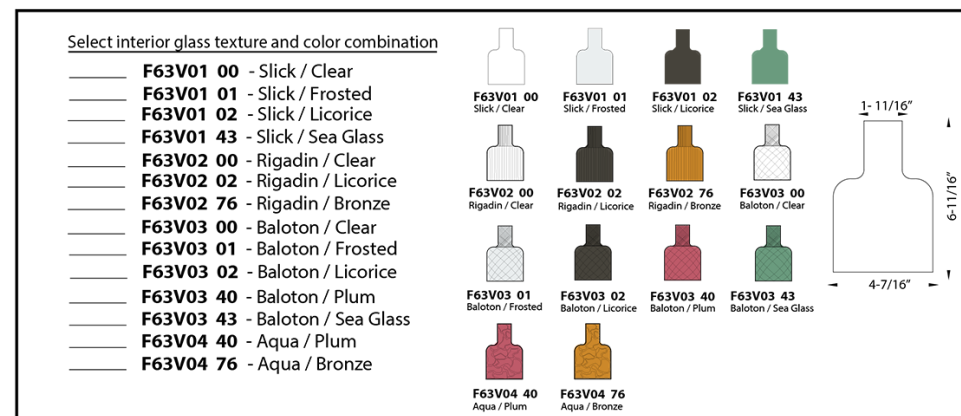 Select interior glass texture and color combination
______ F63V01 00 - Slick / Clear
______ F63V01 01 - Slick / Frosted
______ F63V01 02 - Slick / Licorice
______ F63V01 43 - Slick / Sea Glass
______ F63V02 00 - Rigadin / Clear
______ F63V02 02 - Rigadin / Licorice
______ F63V02 76 - Rigadin / Bronze
______ F63V03 00 - Baloton / Clear
______ F63V03 01 - Baloton / Frosted
______ F63V03 02 - Baloton / Licorice
______ F63V03 40 - Baloton / Plum
______ F63V03 43 - Baloton / Sea Glass
______ F63V04 40 - Aqua / Plum
______ F63V04 76 - Aqua / Bronze
F63V01 00 F63V01 01 F63V01 02 F63V01 43
Slick / Clear Slick / Frosted Slick / Licorice Slick / Sea Glass
F63V02 00 F63V02 02 F63V02 76 F63V03 00
Rigadin / Clear Rigadin / Licorice Rigadin / Bronze Baloton / Clear
F63V03 01 F63V03 02 F63V03 40 F63V03 43
Baloton / Frosted Baloton / Licorice Baloton / Plum Baloton / Sea Glass
F63V04 40 F63V04 76
Aqua / Plum Aqua / Bronze
1- 11/16”
6-11/16”
4-7/16”